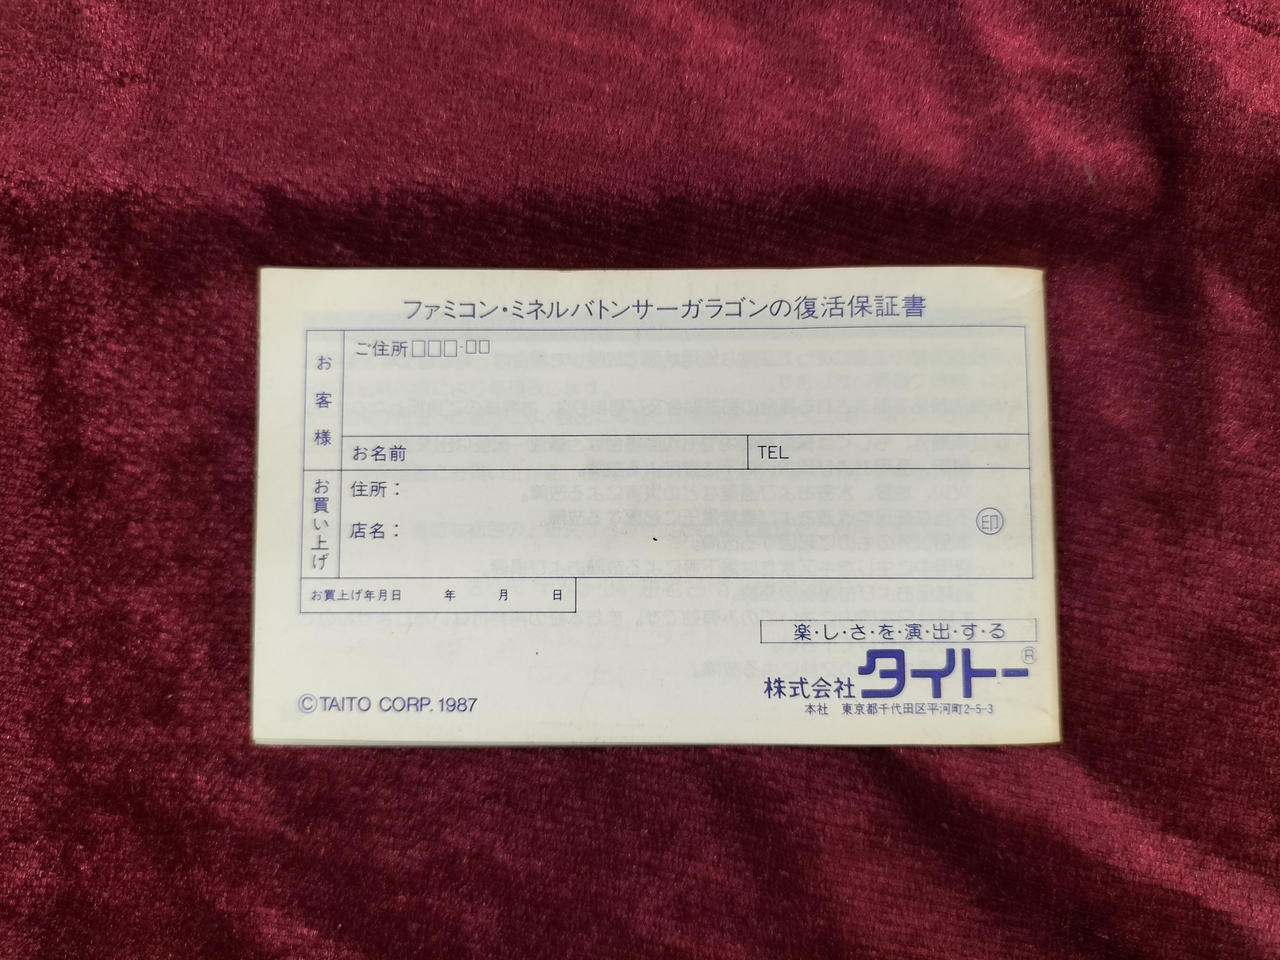 ファミコン・ミネルバトンサーガラゴンの復活保証書
お客様
ご住所□□□-□□
お名前
TEL
お買い上げ
住所：
店名：
印
お買上げ年月日 年 月 日
楽・し・さ・を・演・出・す・る
株式会社タイトー®
本社 東京都千代田区平河町2-5-3
©TAITO CORP. 1987